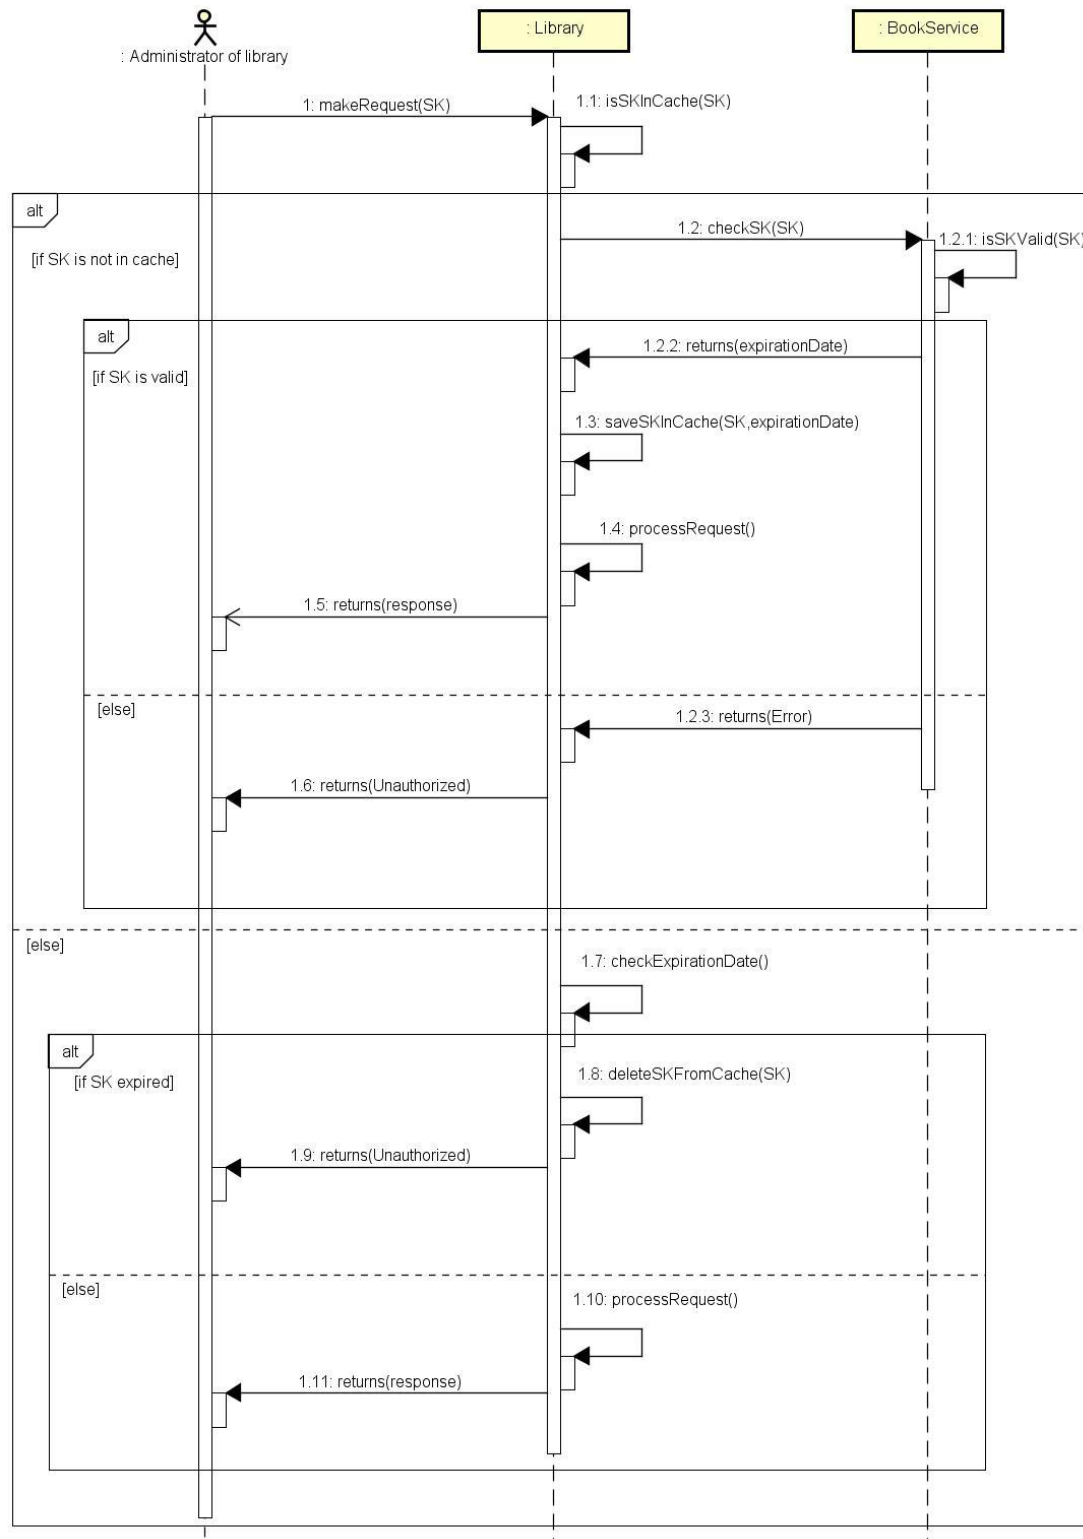 : Administrator of library
: Library
: BookService
1: makeRequest(SK)
1.1: isSKInCache(SK)
alt
[if SK is not in cache]
1.2: checkSK(SK)
1.2.1: isSKValid(SK)
alt
[if SK is valid]
1.2.2: returns(expirationDate)
1.3: saveSKInCache(SK,expirationDate)
1.4: processRequest()
1.5: returns(response)
[else]
1.2.3: returns(Error)
1.6: returns(Unauthorized)
[else]
1.7: checkExpirationDate()
alt
[if SK expired]
1.8: deleteSKFromCache(SK)
1.9: returns(Unauthorized)
[else]
1.10: processRequest()
1.11: returns(response)